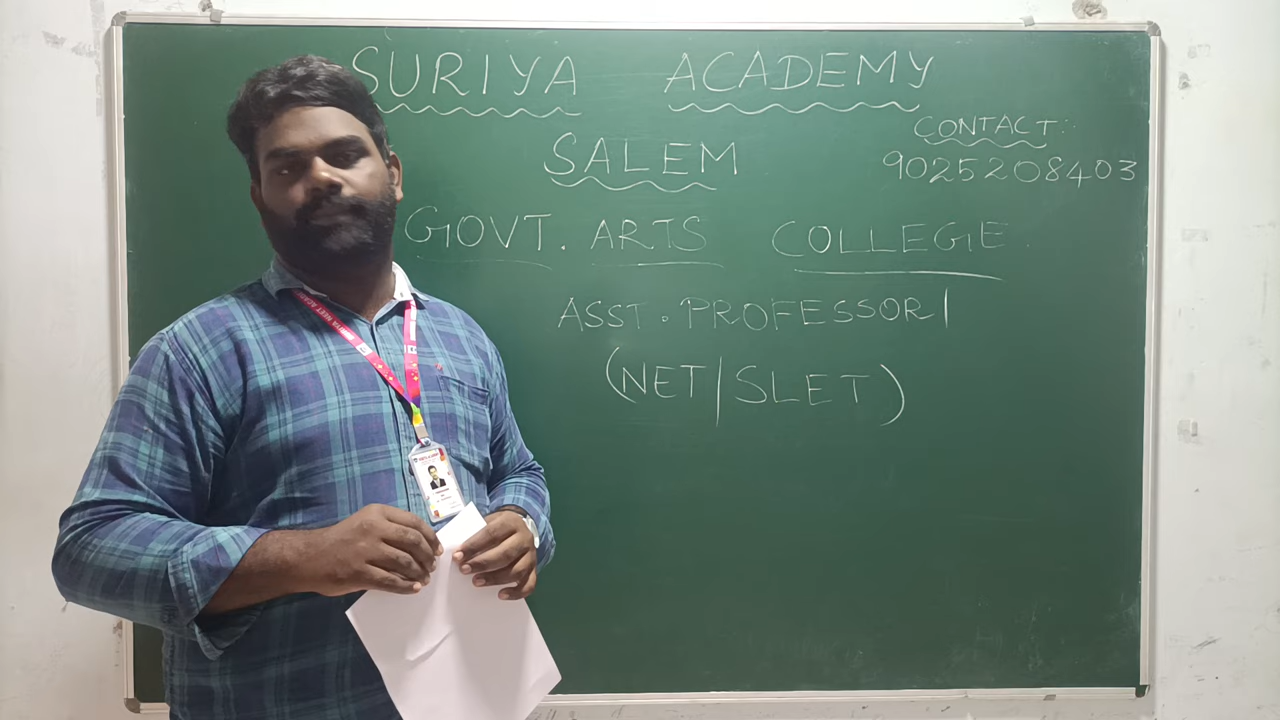 SURIYA ACADEMY
SALEM
CONTACT:
9025208403
GOVT. ARTS COLLEGE
ASST. PROFESSOR/
(NET/SLET)